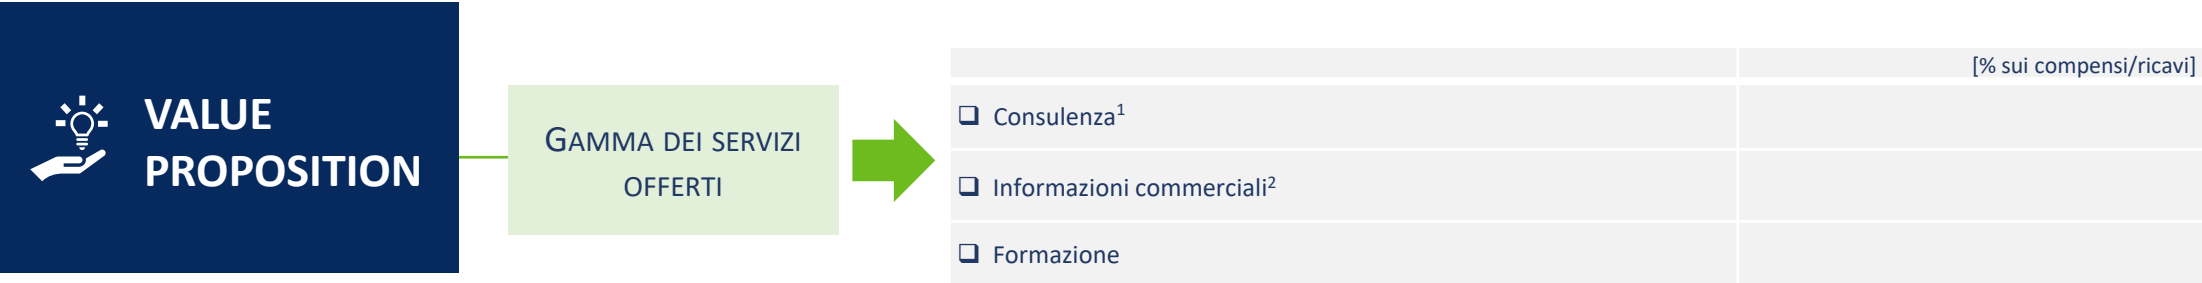 VALUE
PROPOSITION
GAMMA DEI SERVIZI
OFFERTI
[% sui compensi/ricavi]
❑ Consulenza¹
❑ Informazioni commerciali²
❑ Formazione